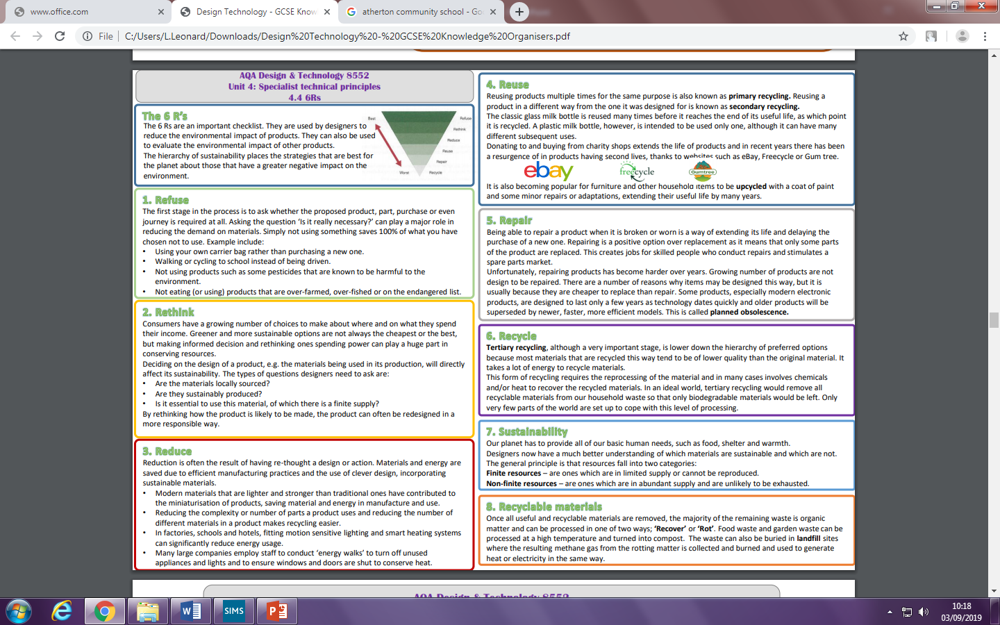 www.office.com
Design Technology - GCSE Know
atherton community school - Go
File
C:/Users/L.Leonard/Downloads/Design%20Technology%20-%20GCSE%20Knowledge%20Organisers.pdf
AQA Design & Technology 8552
Unit 4: Specialist technical principles
4.4 6Rs
The 6 R's
The 6 Rs are an important checklist. They are used by designers to
reduce the environmental impact of products. They can also be used
to evaluate the environmental impact of other products.
The hierarchy of sustainability places the strategies that are best for
the planet about those that have a greater negative impact on the
environment.
Best
Worst
Refuse
Rethink
Reduce
Reuse
Repair
Recycle
1. Refuse
The first stage in the process is to ask whether the proposed product, part, purchase or even
journey is required at all. Asking the question 'Is it really necessary?' can play a major role in
reducing the demand on materials. Simply not using something saves 100% of what you have
chosen not to use. Example include:
• Using your own carrier bag rather than purchasing a new one.
• Walking or cycling to school instead of being driven.
• Not using products such as some pesticides that are known to be harmful to the
environment.
• Not eating (or using) products that are over-farmed, over-fished or on the endangered list.
2. Rethink
Consumers have a growing number of choices to make about where and on what they spend
their income. Greener and more sustainable options are not always the cheapest or the best,
but making informed decision and rethinking ones spending power can play a huge part in
conserving resources.
Deciding on the design of a product, e.g. the materials being used in its production, will directly
affect its sustainability. The types of questions designers need to ask are:
• Are the materials locally sourced?
• Are they sustainably produced?
• Is it essential to use this material, of which there is a finite supply?
By rethinking how the product is likely to be made, the product can often be redesigned in a
more responsible way.
3. Reduce
Reduction is often the result of having re-thought a design or action. Materials and energy are
saved due to efficient manufacturing practices and the use of clever design, incorporating
sustainable materials.
• Modern materials that are lighter and stronger than traditional ones have contributed to
the miniaturisation of products, saving material and energy in manufacture and use.
• Reducing the complexity or number of parts a product uses and reducing the number of
different materials in a product makes recycling easier.
• In factories, schools and hotels, fitting motion sensitive lighting and smart heating systems
can significantly reduce energy usage.
• Many large companies employ staff to conduct 'energy walks' to turn off unused
appliances and lights and to ensure windows and doors are shut to conserve heat.
4. Reuse
Reusing products multiple times for the same purpose is also known as primary recycling. Reusing a
product in a different way from the one it was designed for is known as secondary recycling.
The classic glass milk bottle is reused many times before it reaches the end of its useful life, as which point
it is recycled. A plastic milk bottle, however, is intended to be used only one, although it can have many
different subsequent uses.
Donating to and buying from charity shops extends the life of products and in recent years there has been
a resurgence of in products having second lives, thanks to websites such as eBay, Freecycle or Gum tree.
ebay
freecycle
Gumtree
It is also becoming popular for furniture and other household items to be upcycled with a coat of paint
and some minor repairs or adaptations, extending their useful life by many years.
5. Repair
Being able to repair a product when it is broken or worn is a way of extending its life and delaying the
purchase of a new one. Repairing is a positive option over replacement as it means that only some parts
of the product are replaced. This creates jobs for skilled people who conduct repairs and stimulates a
spare parts market.
Unfortunately, repairing products has become harder over years. Growing number of products are not
design to be repaired. There are a number of reasons why items may be designed this way, but it is
usually because they are cheaper to replace than repair. Some products, especially modern electronic
products, are designed to last only a few years as technology dates quickly and older products will be
superseded by newer, faster, more efficient models. This is called planned obsolescence.
6. Recycle
Tertiary recycling, although a very important stage, is lower down the hierarchy of preferred options
because most materials that are recycled this way tend to be of lower quality than the original material. It
takes a lot of energy to recycle materials.
This form of recycling requires the reprocessing of the material and in many cases involves chemicals
and/or heat to recover the recycled materials. In an ideal world, tertiary recycling would remove all
recyclable materials from our household waste so that only biodegradable materials would be left. Only
very few parts of the world are set up to cope with this level of processing.
7. Sustainability
Our planet has to provide all of our basic human needs, such as food, shelter and warmth.
Designers now have a much better understanding of which materials are sustainable and which are not.
The general principle is that resources fall into two categories:
Finite resources – are ones which are in limited supply or cannot be reproduced.
Non-finite resources – are ones which are in abundant supply and are unlikely to be exhausted.
8. Recyclable materials
Once all useful and recyclable materials are removed, the majority of the remaining waste is organic
matter and can be processed in one of two ways; 'Recover' or 'Rot'. Food waste and garden waste can be
processed at a high temperature and turned into compost. The waste can also be buried in landfill sites
where the resulting methane gas from the rotting matter is collected and burned and used to generate
heat or electricity in the same way.
AQA Design & Technology 8552
SIMS
10:18
03/09/2019